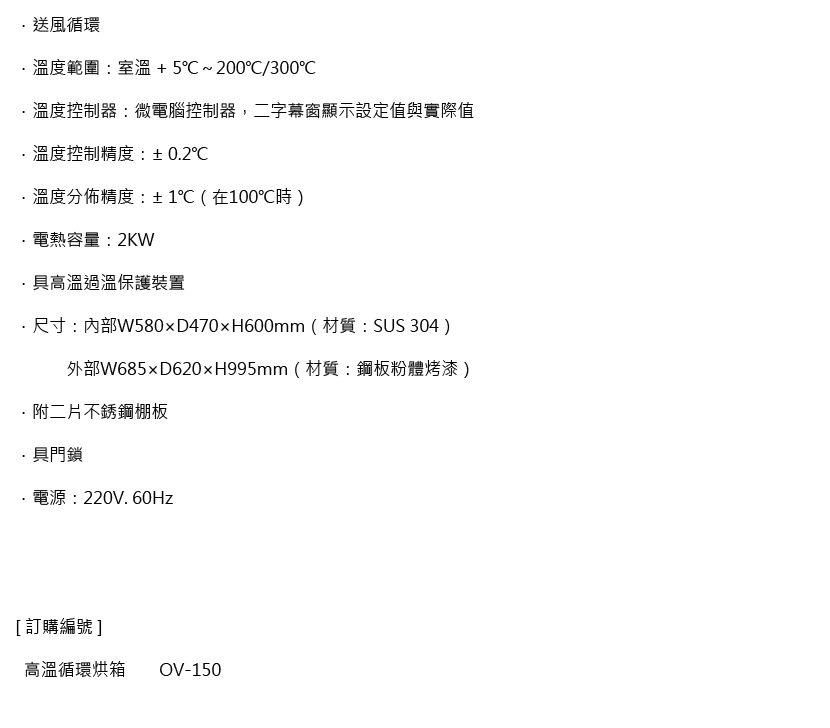 · 送風循環
· 溫度範圍：室溫 + 5℃～200℃/300℃
· 溫度控制器：微電腦控制器，二字幕窗顯示設定值與實際值
· 溫度控制精度：± 0.2℃
· 溫度分佈精度：± 1℃（在100℃時）
· 電熱容量：2KW
· 具高溫過溫保護裝置
· 尺寸：內部W580×D470×H600mm（材質：SUS 304）
外部W685×D620×H995mm（材質：鋼板粉體烤漆）
· 附二片不銹鋼棚板
· 具門鎖
· 電源：220V. 60Hz
[ 訂購編號 ]
高溫循環烘箱 OV-150